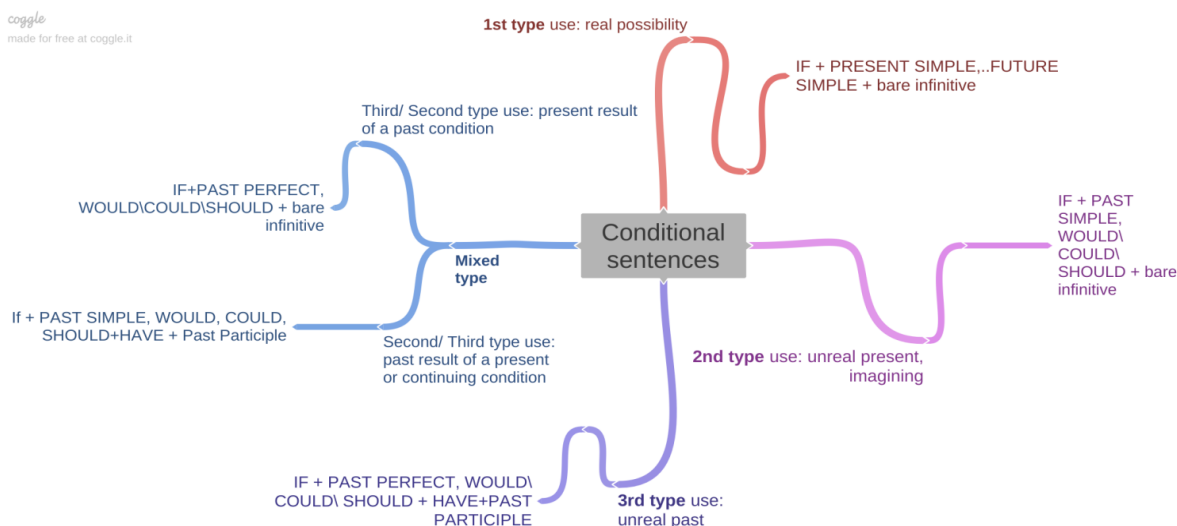 coggle
made for free at coggle.it
1st type use: real possibility
IF + PRESENT SIMPLE,..FUTURE
SIMPLE + bare infinitive
Third/ Second type use: present result
of a past condition
IF+PAST PERFECT,
WOULD\COULD\SHOULD + bare
infinitive
Conditional
sentences
IF + PAST
SIMPLE,
WOULD\
COULD\
SHOULD + bare
infinitive
Mixed
type
If + PAST SIMPLE, WOULD, COULD,
SHOULD+HAVE + Past Participle
Second/ Third type use:
past result of a present
or continuing condition
2nd type use: unreal present,
imagining
IF + PAST PERFECT, WOULD\
COULD\ SHOULD + HAVE+PAST
PARTICIPLE
3rd type use:
unreal past